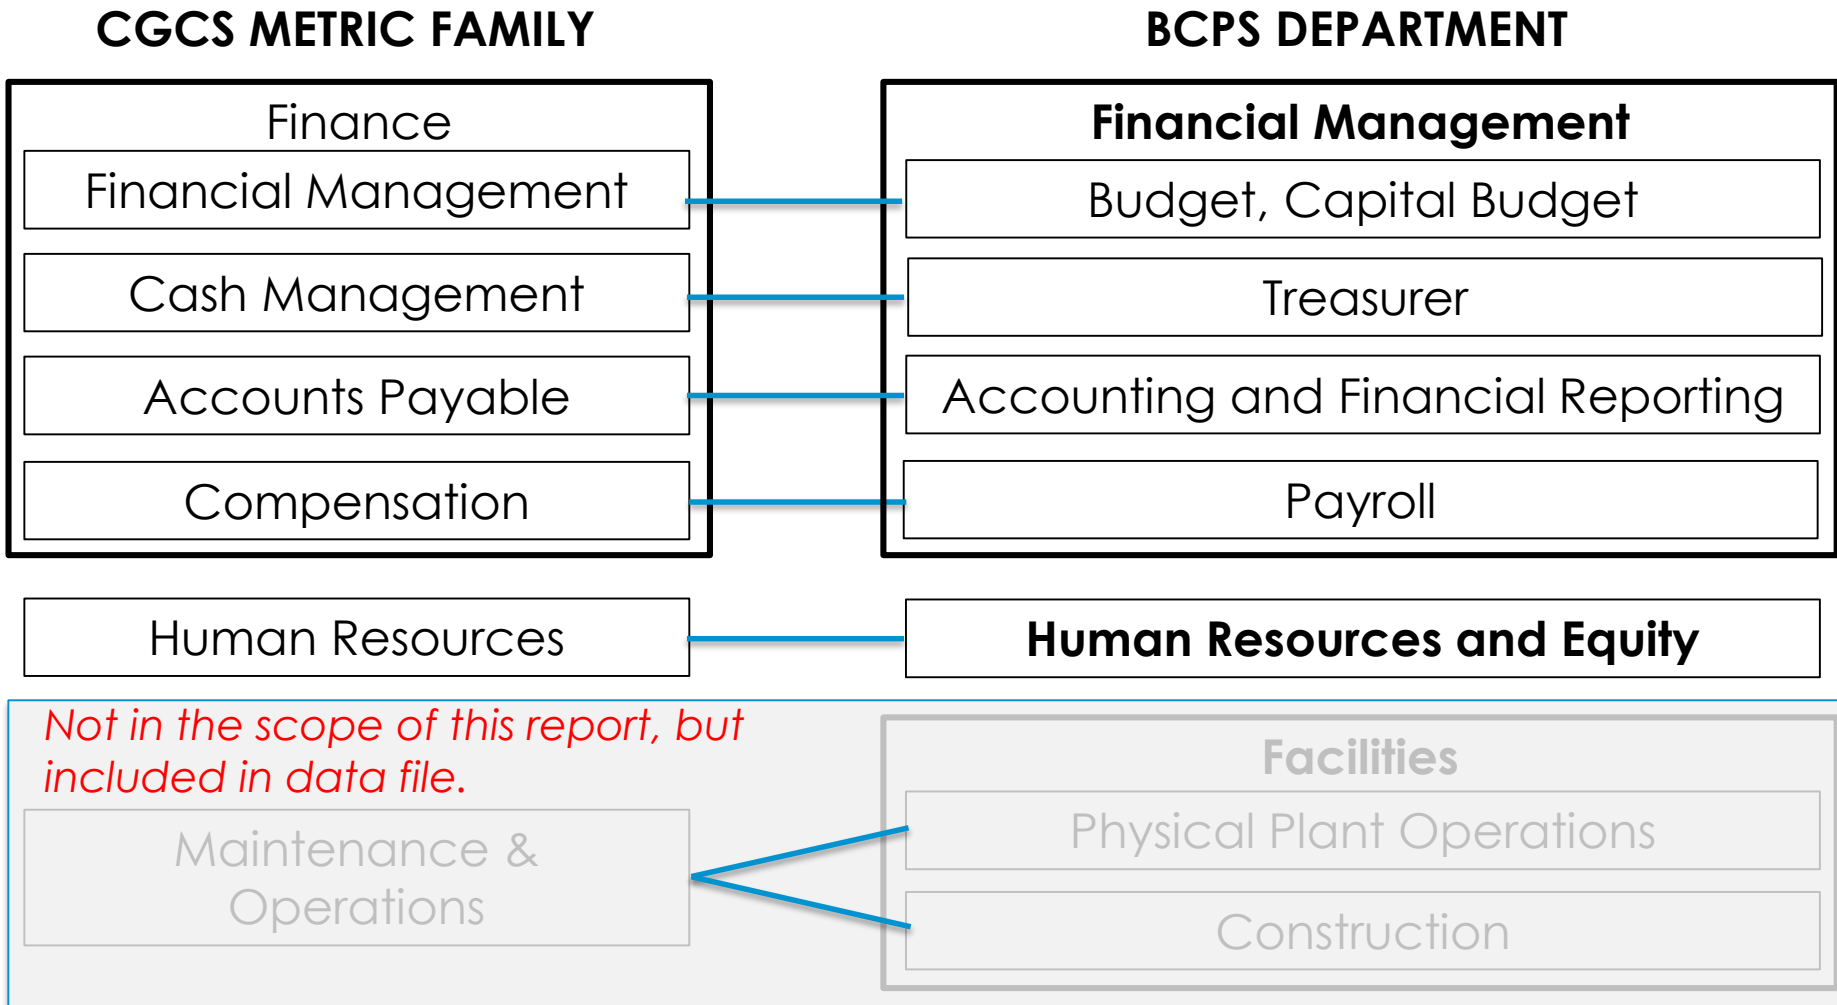 CGCS METRIC FAMILY
BCPS DEPARTMENT
Finance
Financial Management
Cash Management
Accounts Payable
Compensation
Financial Management
Budget, Capital Budget
Treasurer
Accounting and Financial Reporting
Payroll
Human Resources
Human Resources and Equity
Not in the scope of this report, but
included in data file.
Maintenance &
Operations
Facilities
Physical Plant Operations
Construction